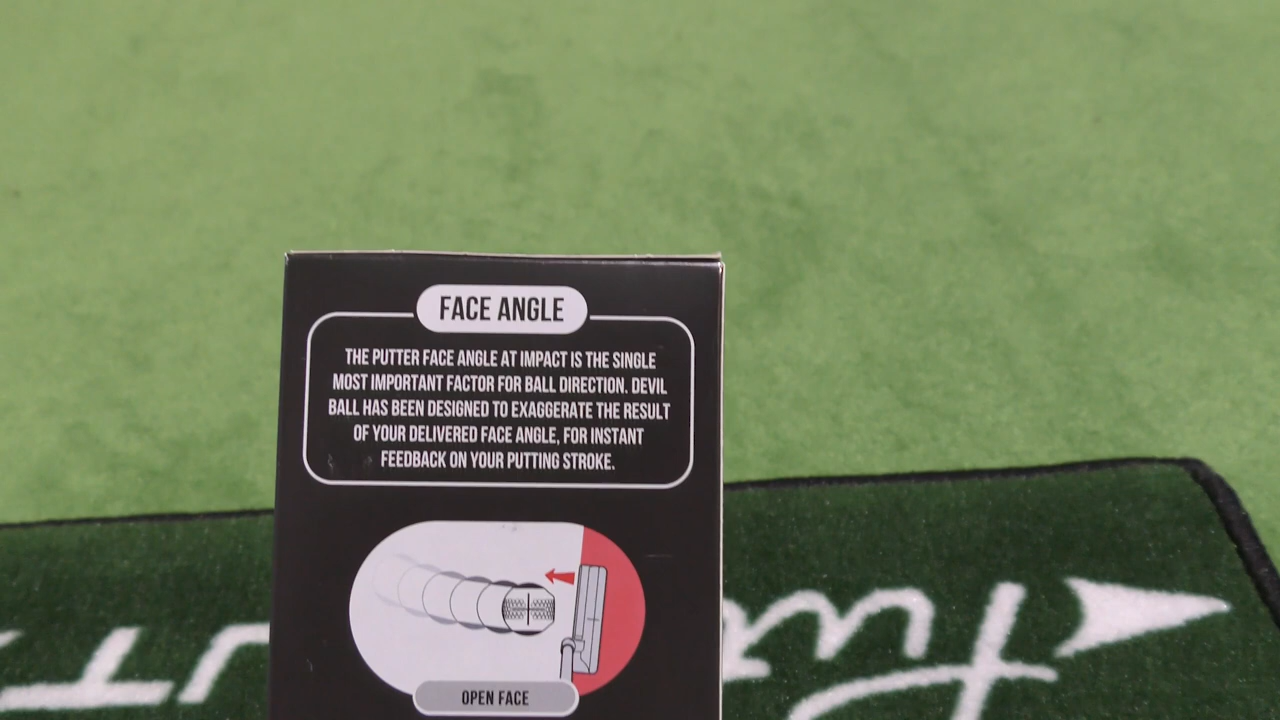 FACE ANGLE
THE PUTTER FACE ANGLE AT IMPACT IS THE SINGLE
MOST IMPORTANT FACTOR FOR BALL DIRECTION. DEVIL
BALL HAS BEEN DESIGNED TO EXAGGERATE THE RESULT
OF YOUR DELIVERED FACE ANGLE, FOR INSTANT
FEEDBACK ON YOUR PUTTING STROKE.
OPEN FACE